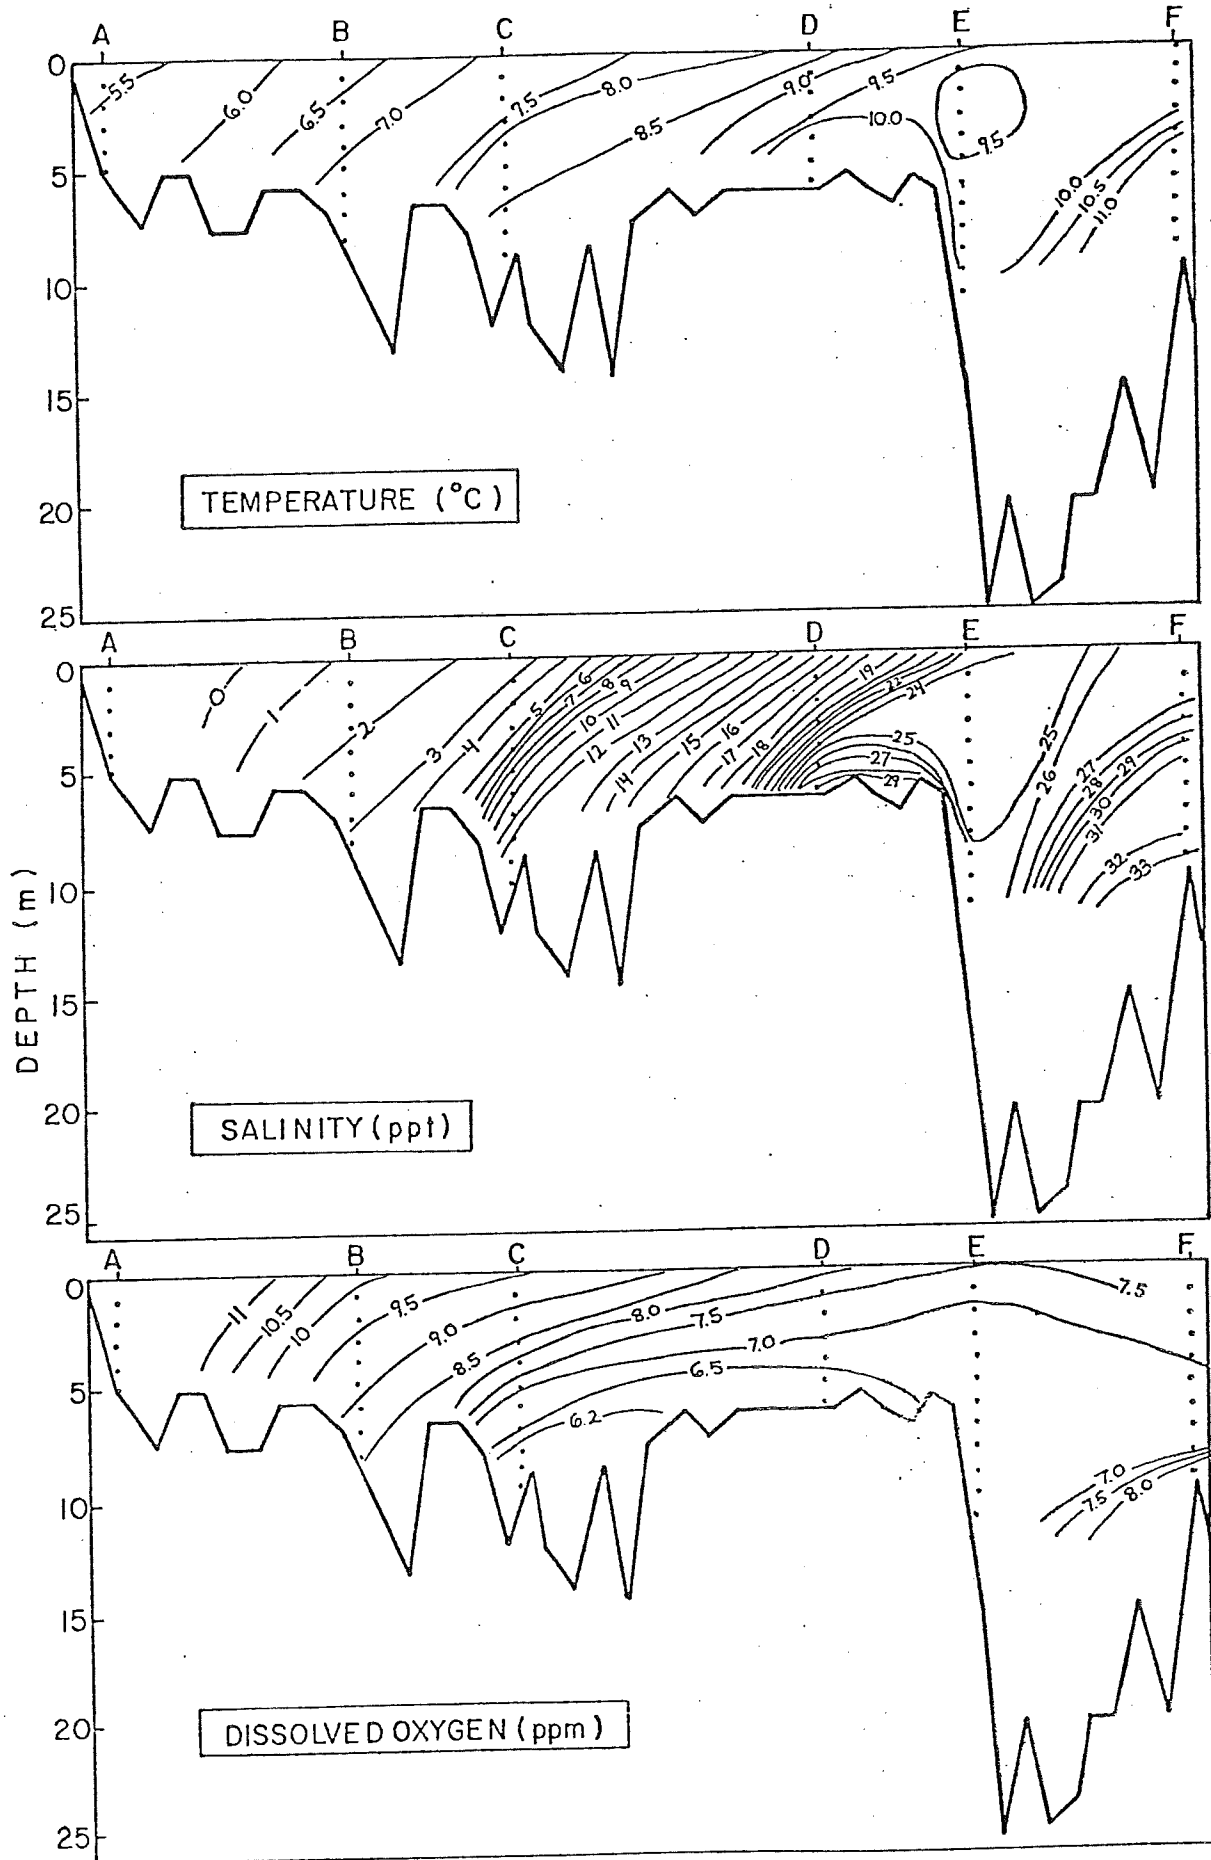 A B C D E F
0
5.5 6.0 6.5 7.0 7.5 8.0 8.5 9.0 9.5 10.0 9.5
5
10.0 10.5 11.0
10
15
TEMPERATURE (°C)
20
25
A B C D E F
0
0 1 2 3 4 5 6 7 8 9 10 11 12 13 14 15 16 17 18 19 22 24
25 27 29
25 26 27 28 29 30 31 32 33
5
10
DEPTH (m)
15
20
SALINITY (ppt)
25
A B C D E F
0
11 10.5 10 9.5 9.0 8.5 8.0 7.5 7.0 6.5 6.2 7.5
5
7.0 7.5 8.0
10
15
20
DISSOLVED OXYGEN (ppm)
25